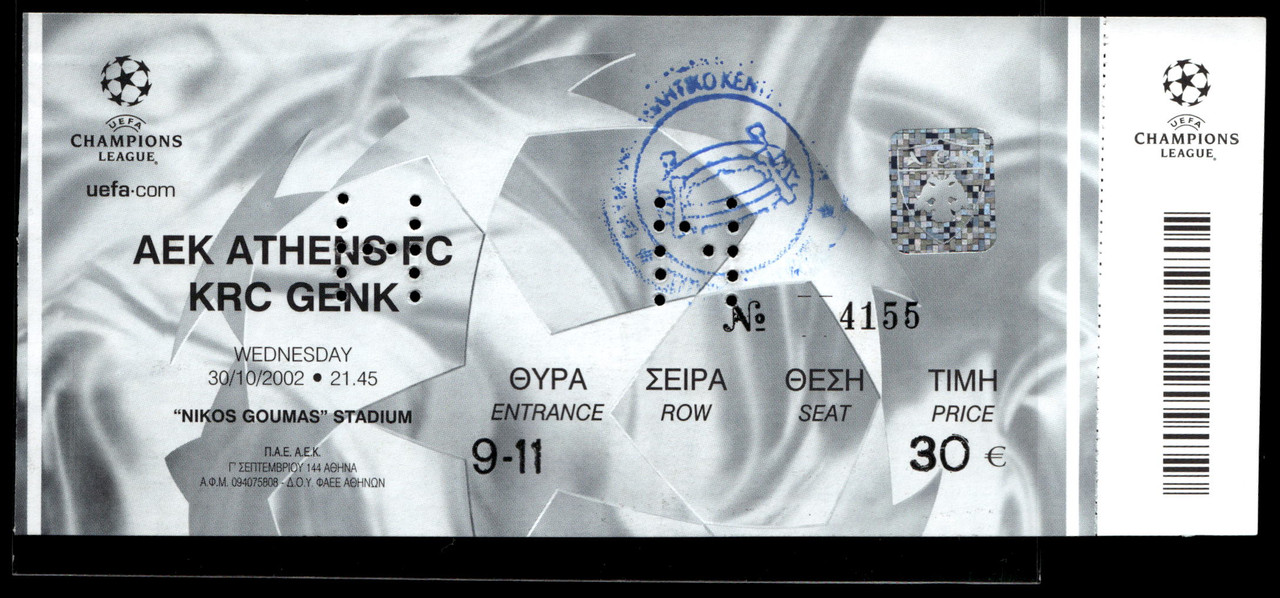 UEFA
CHAMPIONS
LEAGUE®
uefa.com
AEK ATHENS FC
KRC GENK
WEDNESDAY
30/10/2002 • 21.45
"NIKOS GOUMAS" STADIUM
Π.Α.Ε. Α.Ε.Κ.
Γ' ΣΕΠΤΕΜΒΡΙΟΥ 144 ΑΘΗΝΑ
Α.Φ.Μ. 094075808 - Δ.Ο.Υ. ΦΑΕΕ ΑΘΗΝΩΝ
№ 4155
ΘΥΡΑ
ENTRANCE
9-11
ΣΕΙΡΑ
ROW
ΘΕΣΗ
SEAT
ΤΙΜΗ
PRICE
30 €
UEFA
CHAMPIONS
LEAGUE®